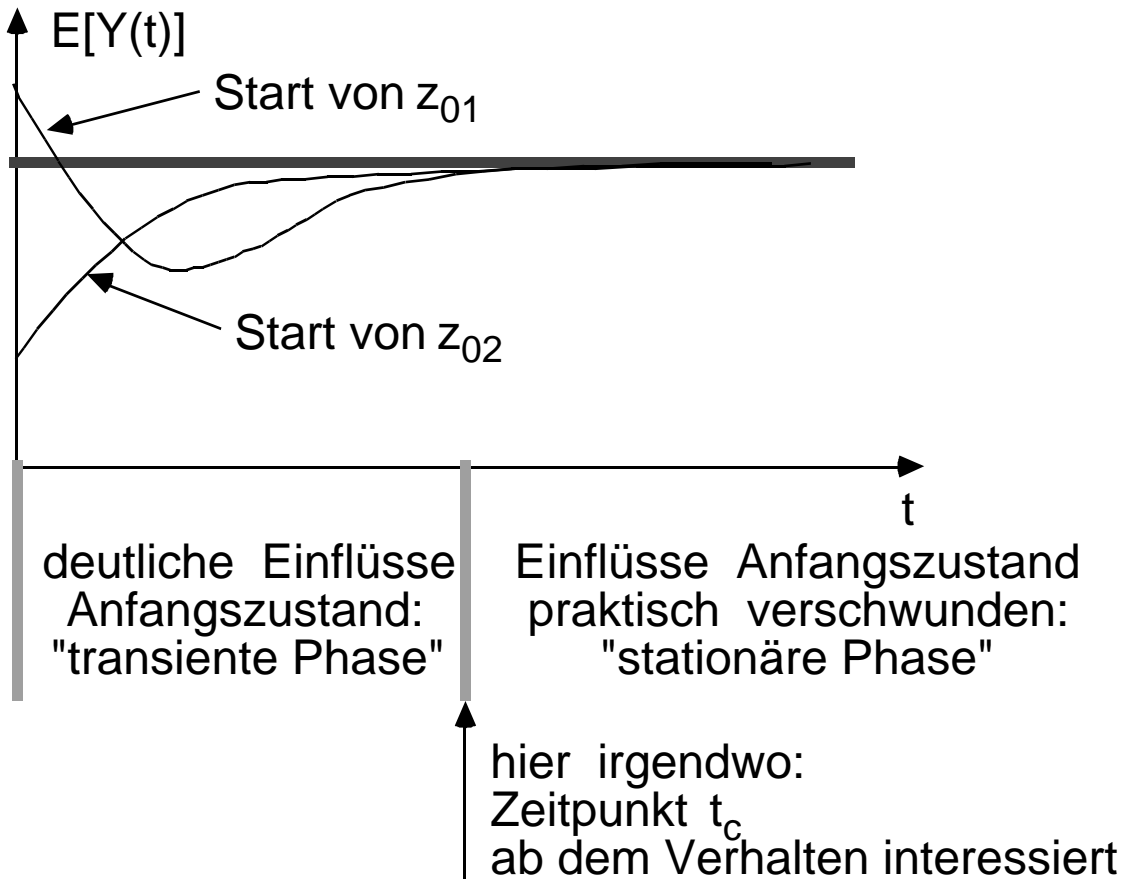 E[Y(t)]
Start von z01
Start von z02
t
deutliche Einflüsse
Anfangszustand:
"transiente Phase"
Einflüsse Anfangszustand
praktisch verschwunden:
"stationäre Phase"
hier irgendwo:
Zeitpunkt tc
ab dem Verhalten interessiert